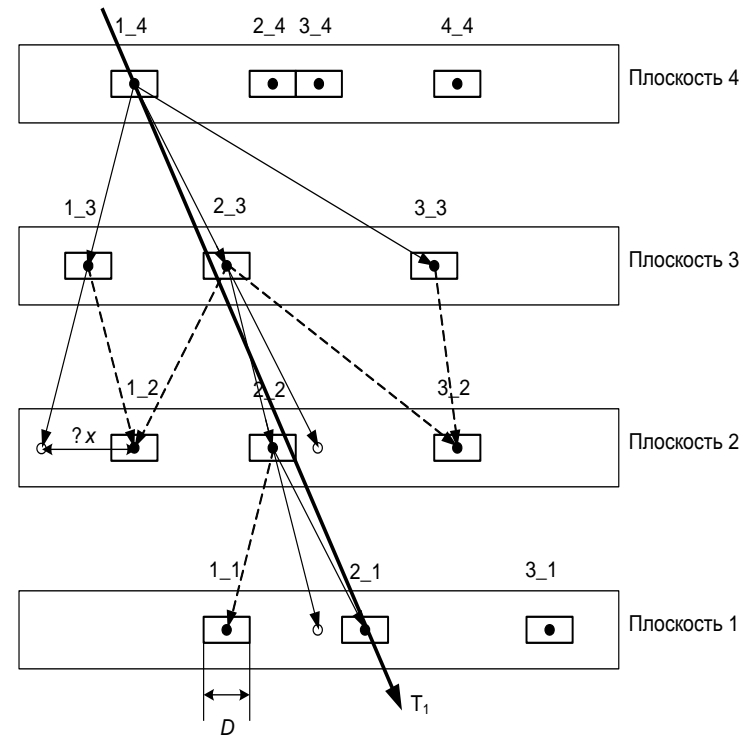 1_4 2_4 3_4 4_4
Плоскость 4
1_3 2_3 3_3
Плоскость 3
1_2 2_2 3_2
? x
Плоскость 2
1_1 2_1 3_1
Плоскость 1
T1
D